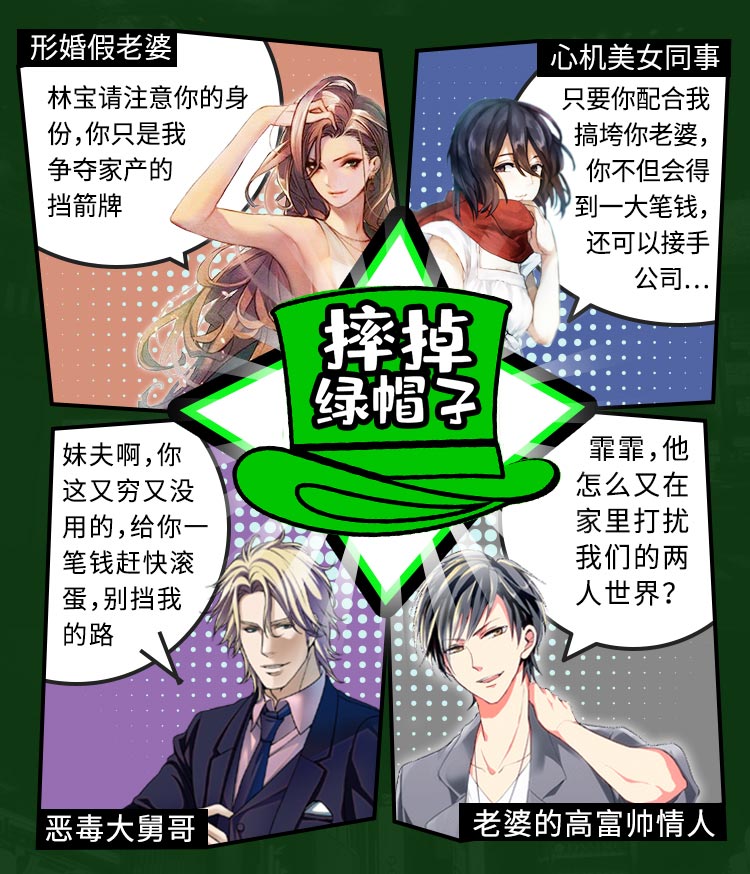 形婚假老婆
林宝请注意你的身
份,你只是我
争夺家产的
挡箭牌
心机美女同事
只要你配合我
搞垮你老婆,
你不但会得
到一大笔钱,
还可以接手
公司...
摔掉
绿帽子
妹夫啊,你
这又穷又没
用的,给你一
笔钱赶快滚
蛋,别挡我
的路
恶毒大舅哥
霏霏,他
怎么又在
家里打扰
我们的两
人世界?
老婆的高富帅情人